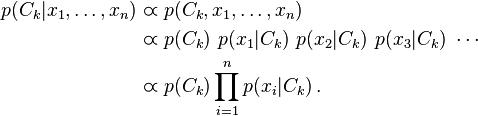 p(C_k|x_1, …, x_n) ∝ p(C_k, x_1, …, x_n)
∝ p(C_k) p(x_1|C_k) p(x_2|C_k) p(x_3|C_k) ⋯
∝ p(C_k) ∏_{i=1}^{n} p(x_i|C_k) .